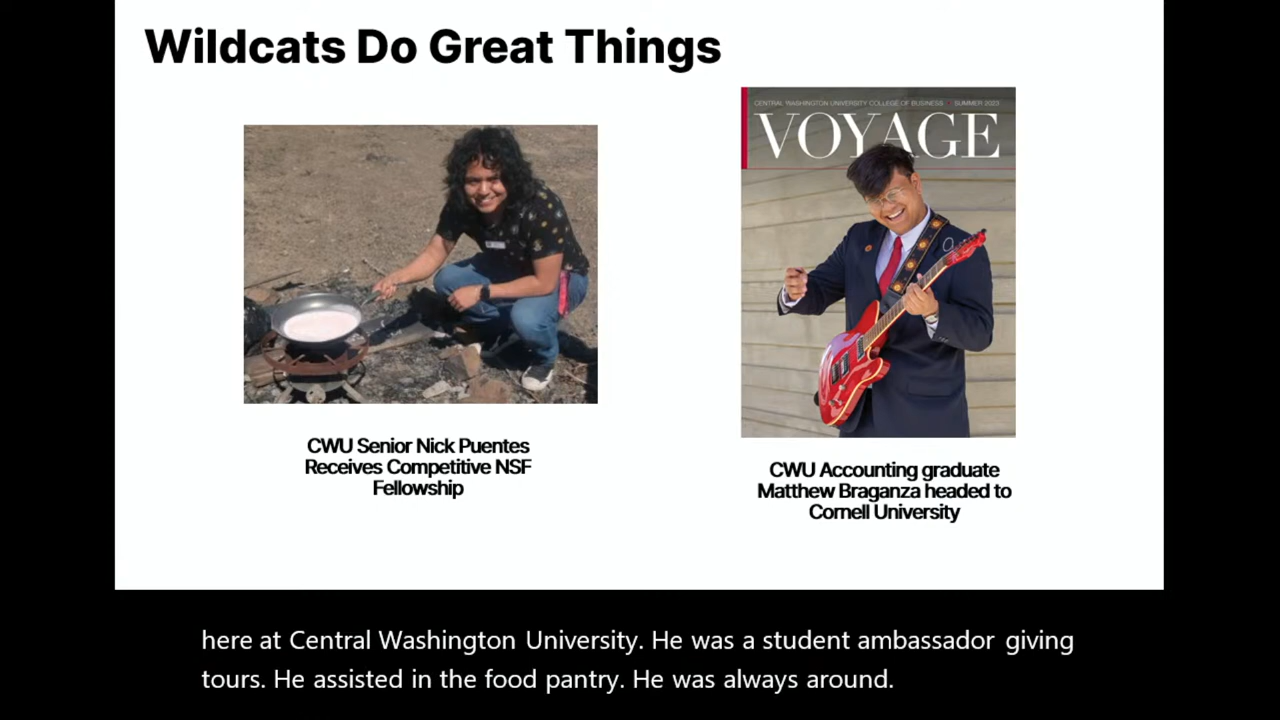 Wildcats Do Great Things
CENTRAL WASHINGTON UNIVERSITY COLLEGE OF BUSINESS SUMMER 2023
VOYAGE
CWU Senior Nick Puentes
Receives Competitive NSF
Fellowship
CWU Accounting graduate
Matthew Braganza headed to
Cornell University
here at Central Washington University. He was a student ambassador giving
tours. He assisted in the food pantry. He was always around.